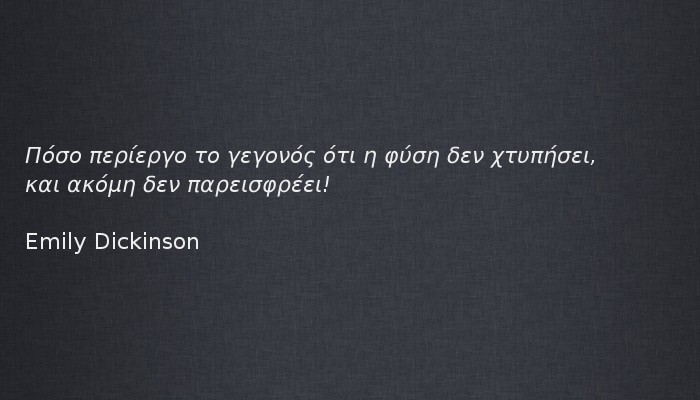 Πόσο περίεργο το γεγονός ότι η φύση δεν χτυπήσει,
και ακόμη δεν παρεισφρέει!
Emily Dickinson